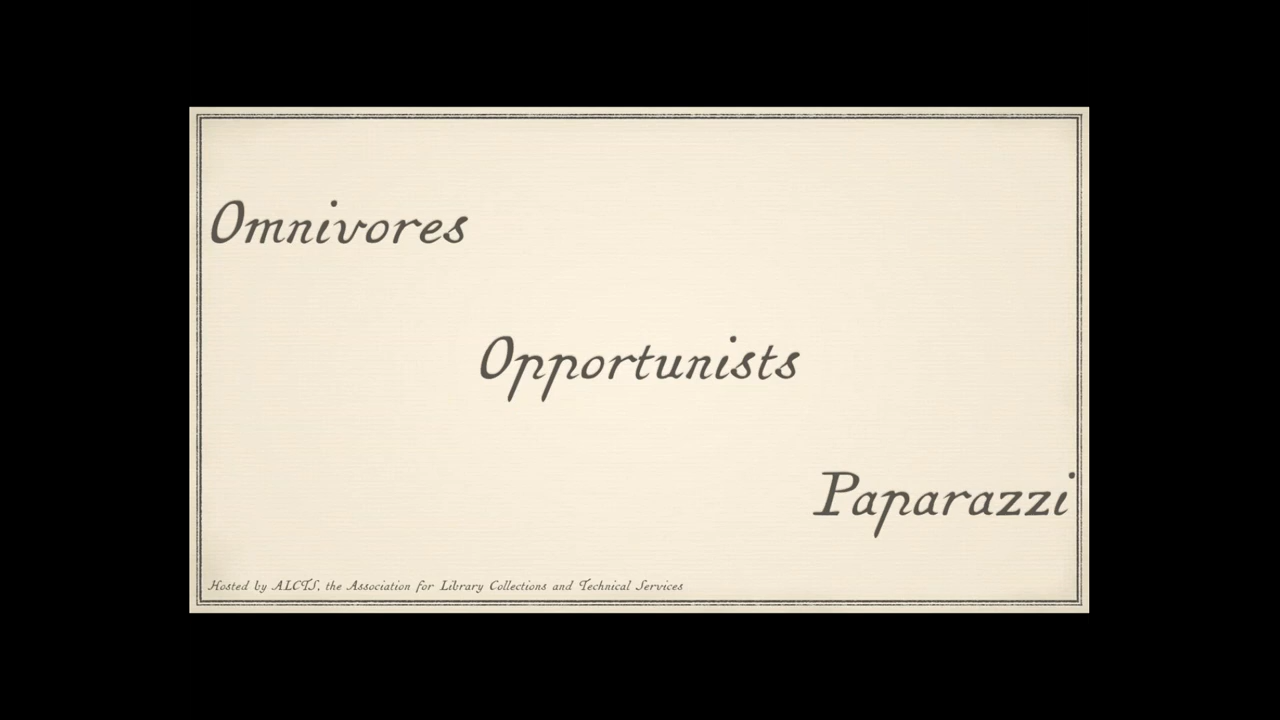 Omnivores
Opportunists
Paparazzi
Hosted by ALCTS, the Association for Library Collections and Technical Services